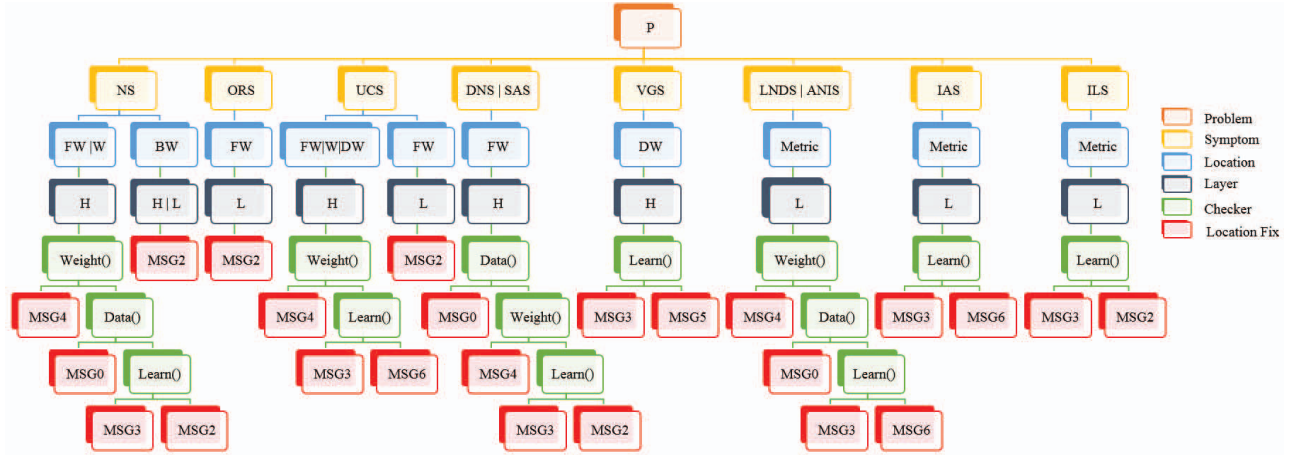 P
NS ORS UCS DNS | SAS VGS LNDS | ANIS IAS ILS
Problem
Symptom
Location
Layer
Checker
Location Fix
FW |W BW FW FW|W|DW FW FW DW Metric Metric Metric
H H | L L H L H H L L L
Weight() MSG2 MSG2 Weight() MSG2 Data() Learn() Weight() Learn() Learn()
MSG4 Data() MSG4 Learn() MSG0 Weight() MSG3 MSG5 MSG4 Data() MSG3 MSG6 MSG3 MSG2
MSG0 Learn() MSG3 MSG6 MSG4 Learn() MSG0 Learn()
MSG3 MSG2 MSG3 MSG2 MSG3 MSG6